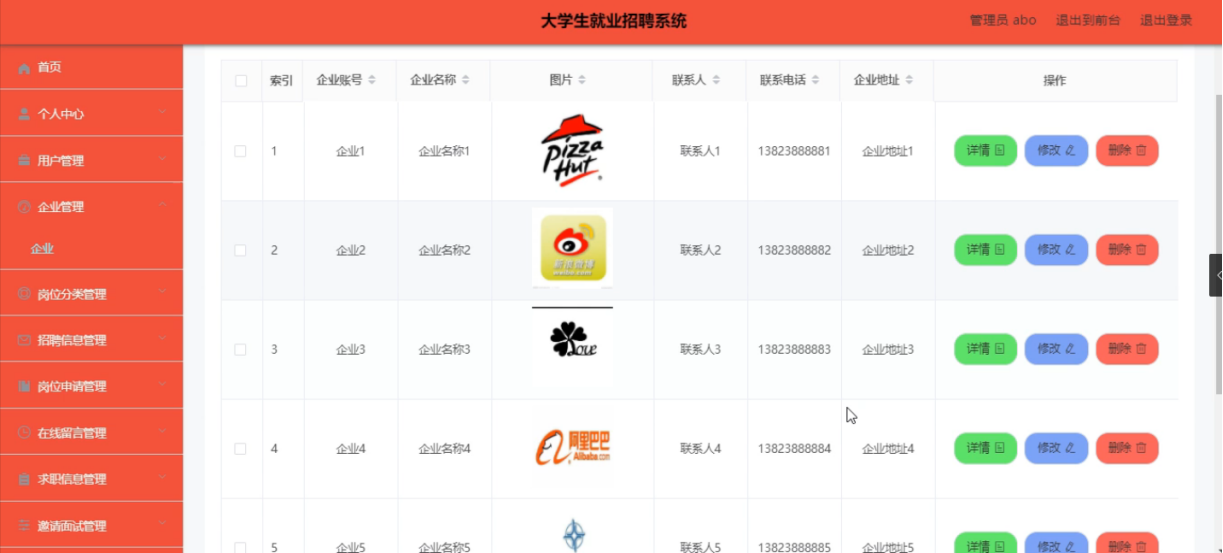 大学生就业招聘系统
管理员 abo 退出到前台 退出登录
首页
个人中心
用户管理
企业管理
企业
岗位分类管理
招聘信息管理
岗位申请管理
在线留言管理
求职信息管理
邀请面试管理
索引 企业账号 企业名称 图片 联系人 联系电话 企业地址 操作
1 企业1 企业名称1 Pizza Hut 联系人1 13823888881 企业地址1 详情 修改 删除
2 企业2 企业名称2 新浪微博 weibo.com 联系人2 13823888882 企业地址2 详情 修改 删除
3 企业3 企业名称3 Love 联系人3 13823888883 企业地址3 详情 修改 删除
4 企业4 企业名称4 阿里巴巴 Alibaba.com 联系人4 13823888884 企业地址4 详情 修改 删除
5 企业5 企业名称5 联系人5 13823888885 企业地址5 详情 修改 删除